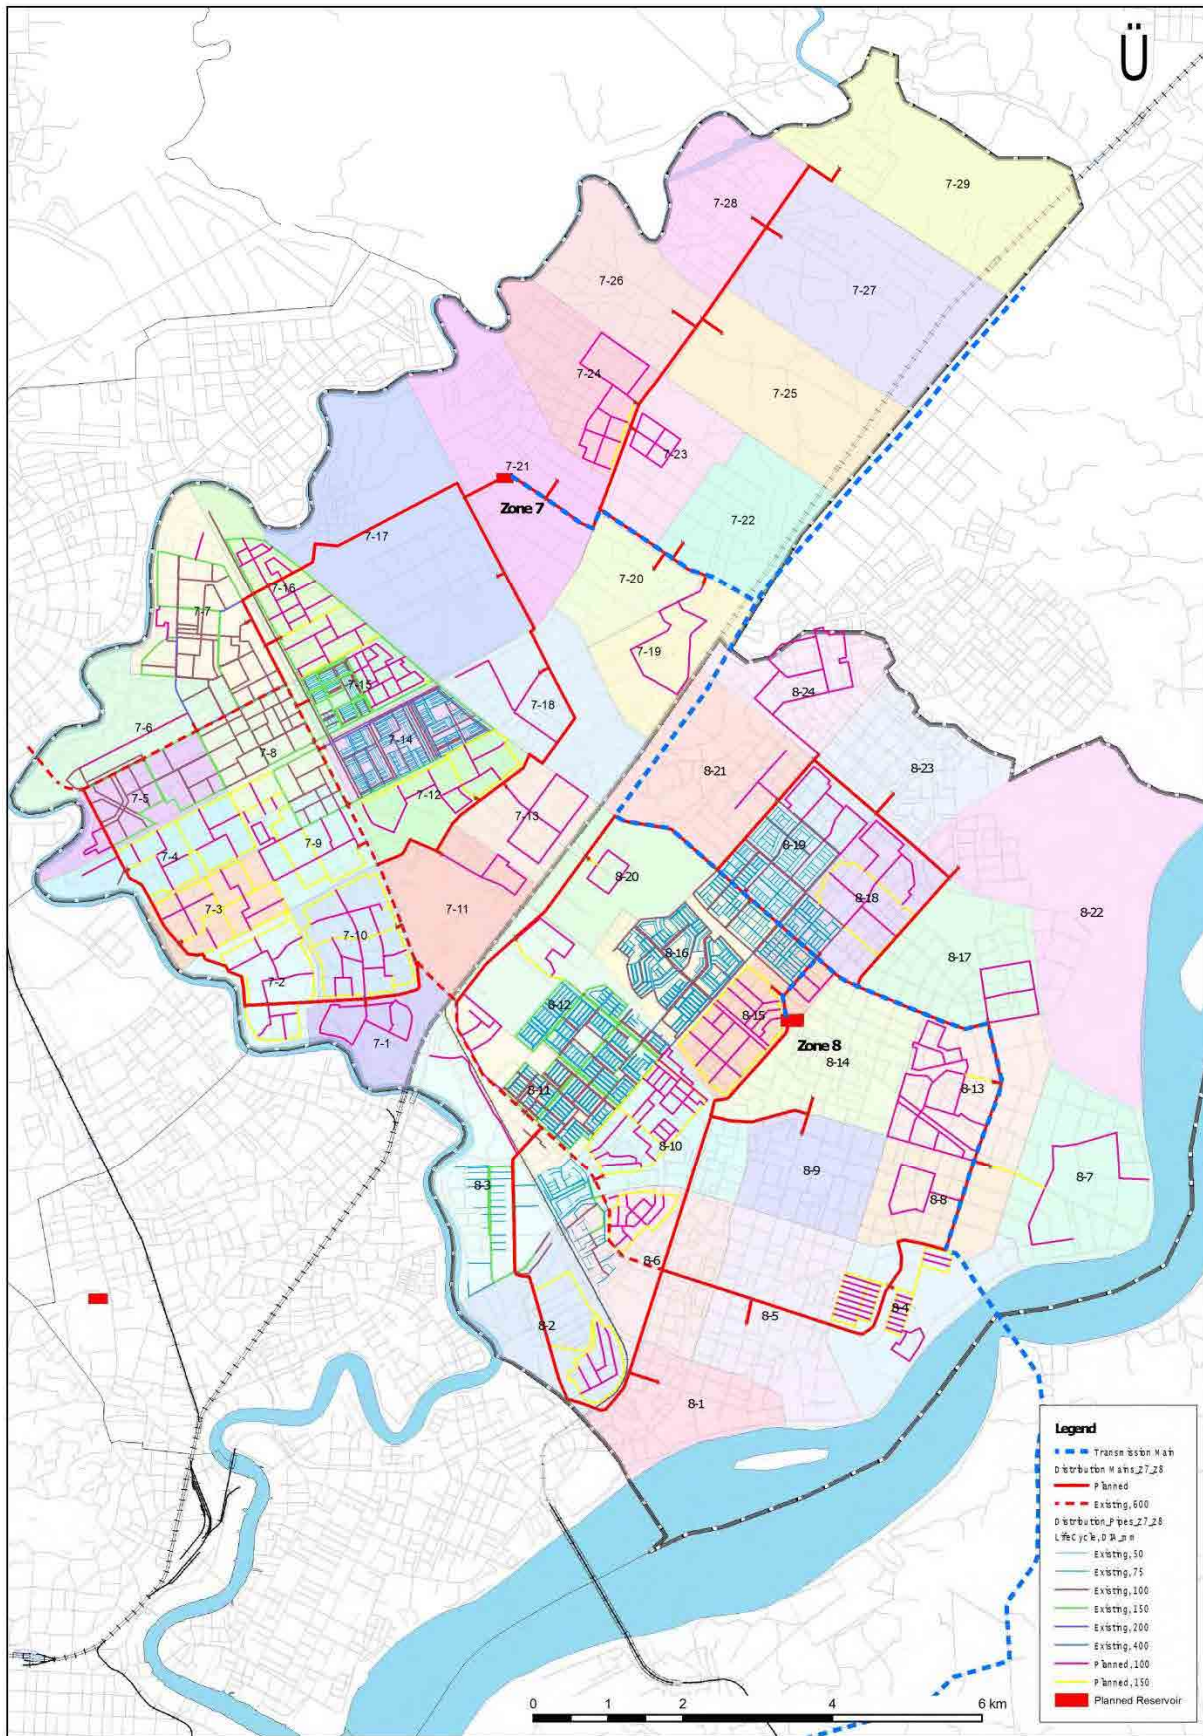 Ü
7-29
7-28
7-27
7-26
7-25
7-24
7-23
7-21
Zone 7
7-22
7-17
7-20
7-16
7-7
7-19
7-15
8-24
7-18
7-6
7-14
7-8
8-21
8-23
7-5
7-12
7-13
7-9
8-19
7-4
8-20
8-18
7-3
7-11
8-22
7-10
8-16
8-17
7-2
8-12
8-15
7-1
Zone 8
8-14
8-11
8-13
8-10
8-3
8-9
8-7
8-8
8-6
8-4
8-5
8-2
8-1
Legend
Transmission Main
Distribution Mains_Z7_Z8
Planned
Existing, 600
Distribution_Pipes_Z7_Z8
LifeCycle, DIA_mm
Existing, 50
Existing, 75
Existing, 100
Existing, 150
Existing, 200
Existing, 400
Planned, 100
Planned, 150
Planned Reservoir
0 1 2 4 6 km